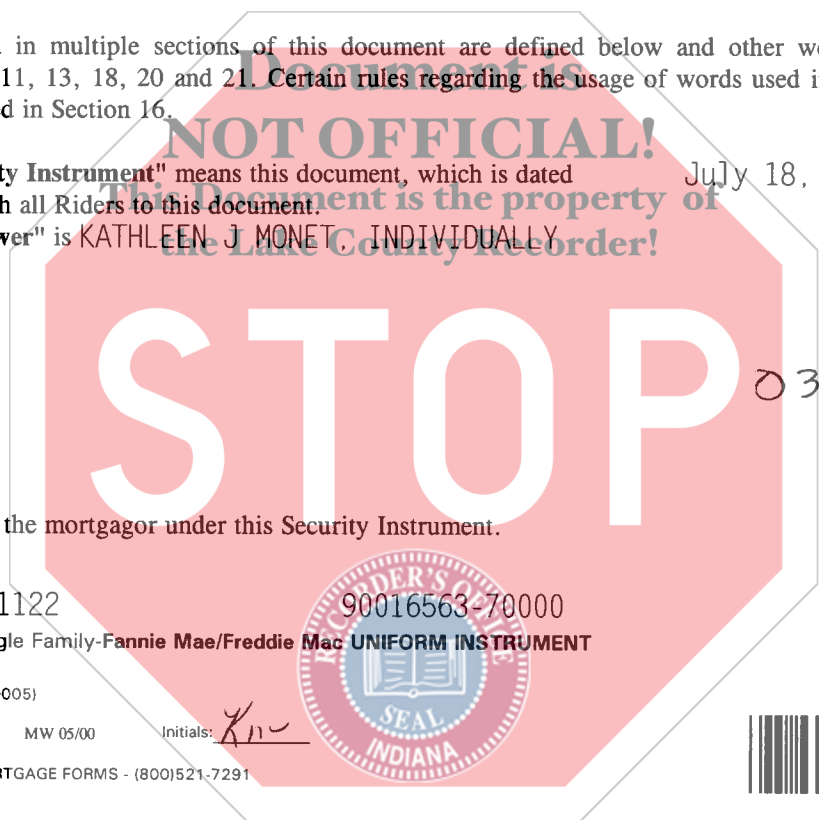 in multiple sections of this document are defined below and other
Document is
11, 13, 18, 20 and 21. Certain rules regarding the usage of words used
d in Section 16.
NOT OFFICIAL!
ty Instrument" means this document, which is dated July 18,
This Document is the property of
h all Riders to this document.
wer" is KATHLEEN J MONET, INDIVIDUALLY
the Lake County Recorder!
STOP
03
the mortgagor under this Security Instrument.
RECORDER'S OFFICE
1122 90016563-70000
gle Family-Fannie Mae/Freddie Mac UNIFORM INSTRUMENT
005)
SEAL
MW 05/00 Initials:
INDIANA
RTGAGE FORMS - (800)521-7291